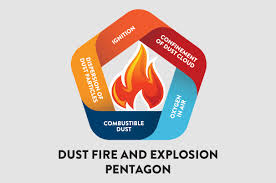 IGNITION
CONFINEMENT
OF DUST CLOUD
DISPERSION OF
DUST PARTICLES
OXYGEN
IN AIR
COMBUSTIBLE
DUST
DUST FIRE AND EXPLOSION
PENTAGON